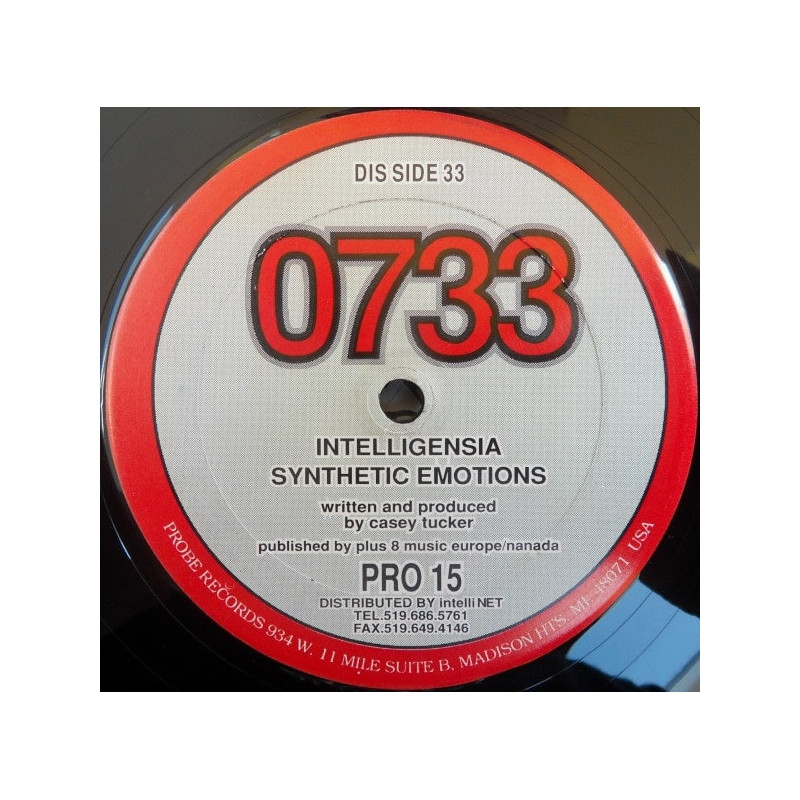 DIS SIDE 33
0733
INTELLIGENSIA
SYNTHETIC EMOTIONS
written and produced
by casey tucker
published by plus 8 music europe/nanada
PRO 15
DISTRIBUTED BY intelliNET
TEL.519.686.5761
FAX.519.649.4146
PROBE RECORDS 934 W. 11 MILE SUITE B, MADISON HTS. MI. 48071 USA